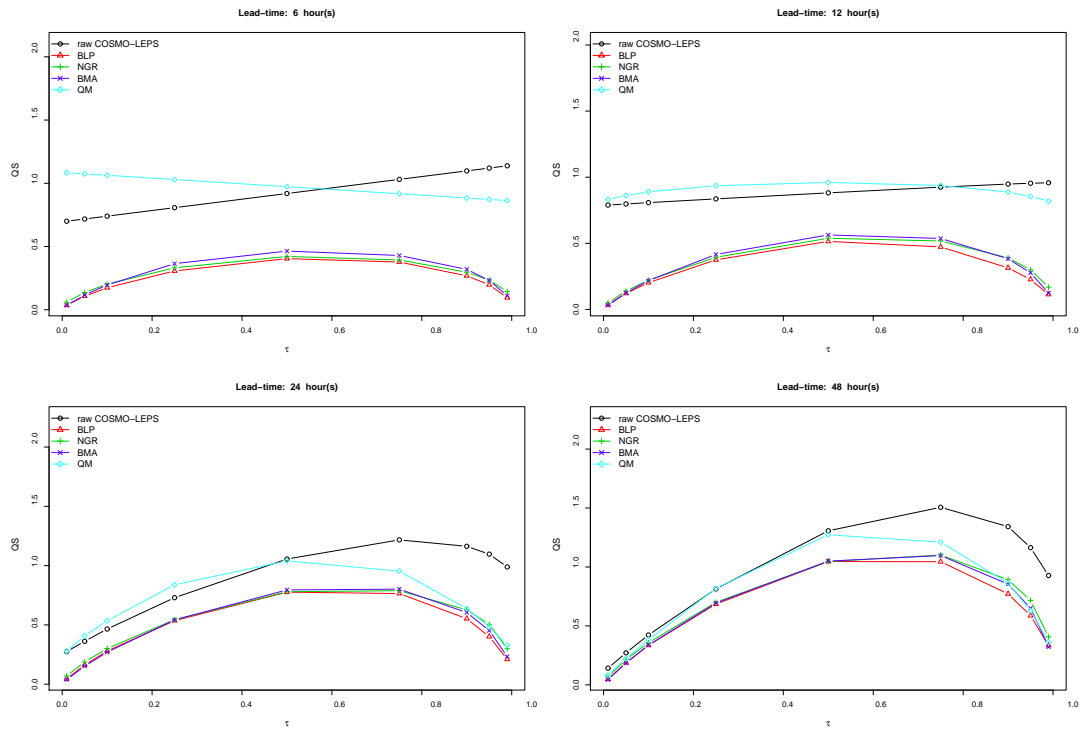 Lead−time: 6 hour(s)
raw COSMO−LEPS
BLP
NGR
BMA
QM
QS
0.0
0.5
1.0
1.5
2.0
0.0 0.2 0.4 0.6 0.8 1.0
τ
Lead−time: 12 hour(s)
raw COSMO−LEPS
BLP
NGR
BMA
QM
QS
0.0
0.5
1.0
1.5
2.0
0.0 0.2 0.4 0.6 0.8 1.0
τ
Lead−time: 24 hour(s)
raw COSMO−LEPS
BLP
NGR
BMA
QM
QS
0.0
0.5
1.0
1.5
2.0
0.0 0.2 0.4 0.6 0.8 1.0
τ
Lead−time: 48 hour(s)
raw COSMO−LEPS
BLP
NGR
BMA
QM
QS
0.0
0.5
1.0
1.5
2.0
0.0 0.2 0.4 0.6 0.8 1.0
τ